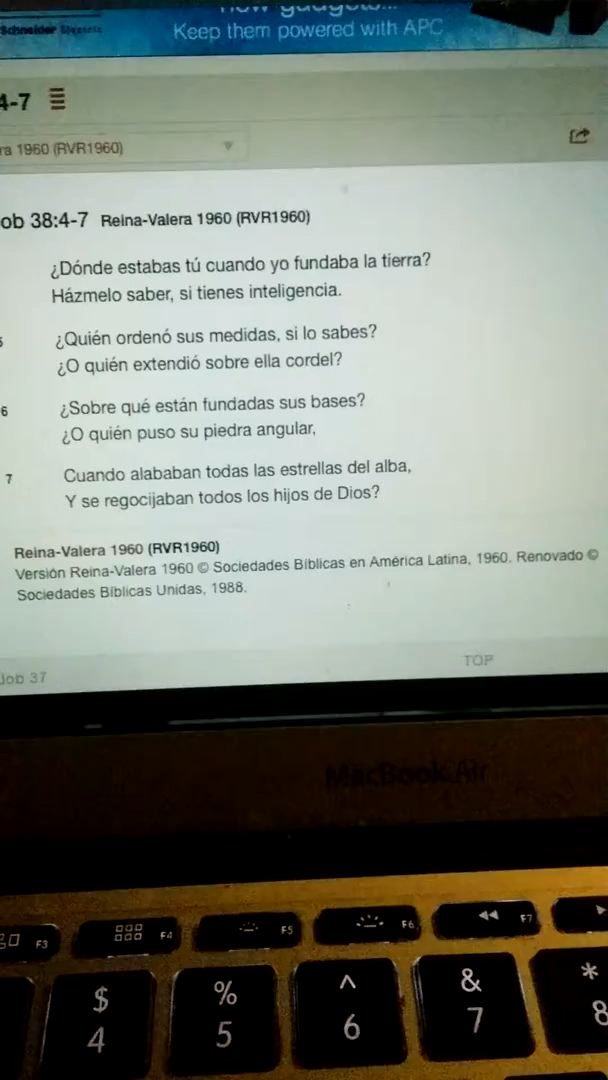 Schneider Electric
Keep them powered with APC
4-7
ra 1960 (RVR1960)
ob 38:4-7 Reina-Valera 1960 (RVR1960)
¿Dónde estabas tú cuando yo fundaba la tierra?
Házmelo saber, si tienes inteligencia.
5 ¿Quién ordenó sus medidas, si lo sabes?
¿O quién extendió sobre ella cordel?
6 ¿Sobre qué están fundadas sus bases?
¿O quién puso su piedra angular,
7 Cuando alababan todas las estrellas del alba,
Y se regocijaban todos los hijos de Dios?
Reina-Valera 1960 (RVR1960)
Versión Reina-Valera 1960 © Sociedades Bíblicas en América Latina, 1960. Renovado ©
Sociedades Bíblicas Unidas, 1988.
Job 37 TOP
MacBook Air
F3 F4 F5 F6 F7
$ % ^ & *
4 5 6 7 8